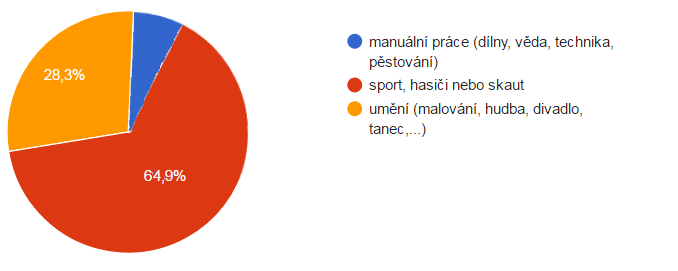 28,3%
64,9%
manuální práce (dílny, věda, technika,
pěstování)
sport, hasiči nebo skaut
umění (malování, hudba, divadlo,
tanec,...)